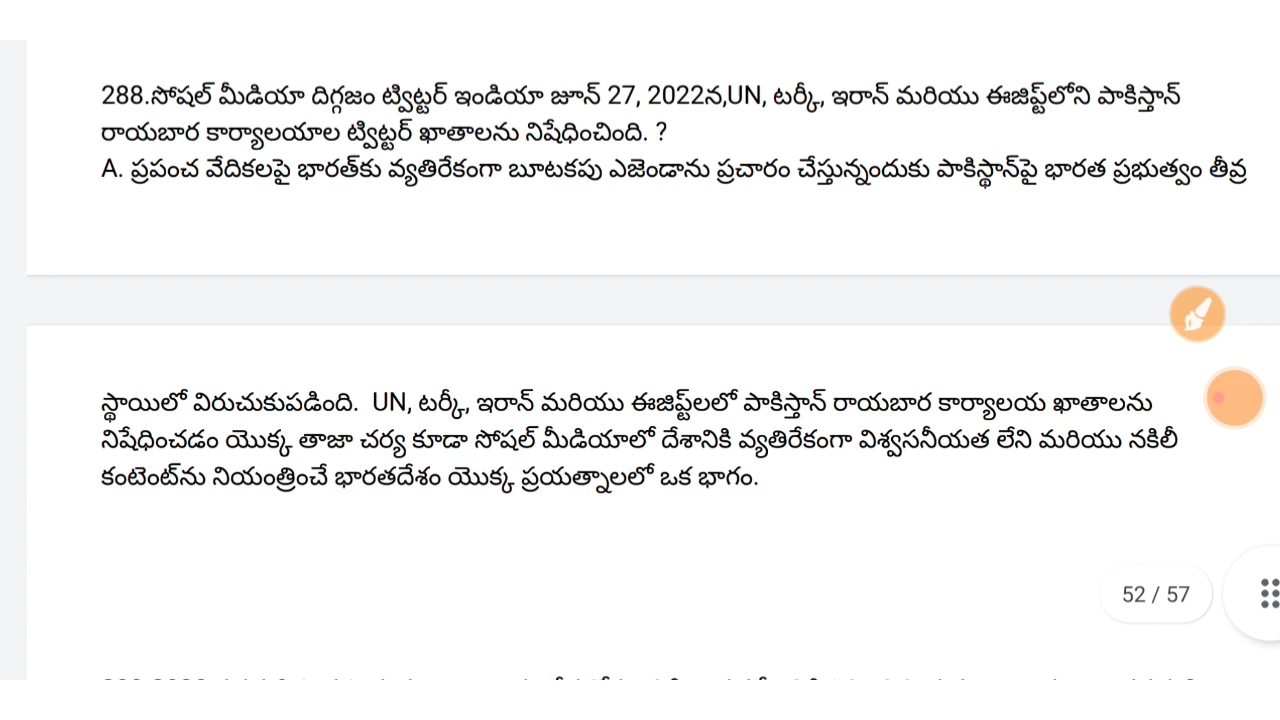 288.సోషల్ మీడియా దిగ్గజం ట్విట్టర్ ఇండియా జూన్ 27, 2022న,UN, టర్కీ, ఇరాన్ మరియు ఈజిప్ట్‌లోని పాకిస్తాన్
రాయబార కార్యాలయాల ట్విట్టర్ ఖాతాలను నిషేధించింది. ?
A. ప్రపంచ వేదికలపై భారత్‌కు వ్యతిరేకంగా బూటకపు ఎజెండాను ప్రచారం చేస్తున్నందుకు పాకిస్థాన్‌పై భారత ప్రభుత్వం తీవ్ర
స్థాయిలో విరుచుకుపడింది. UN, టర్కీ, ఇరాన్ మరియు ఈజిప్ట్‌లలో పాకిస్తాన్ రాయబార కార్యాలయ ఖాతాలను
నిషేధించడం యొక్క తాజా చర్య కూడా సోషల్ మీడియాలో దేశానికి వ్యతిరేకంగా విశ్వసనీయత లేని మరియు నకిలీ
కంటెంట్‌ను నియంత్రించే భారతదేశం యొక్క ప్రయత్నాలలో ఒక భాగం.
52 / 57